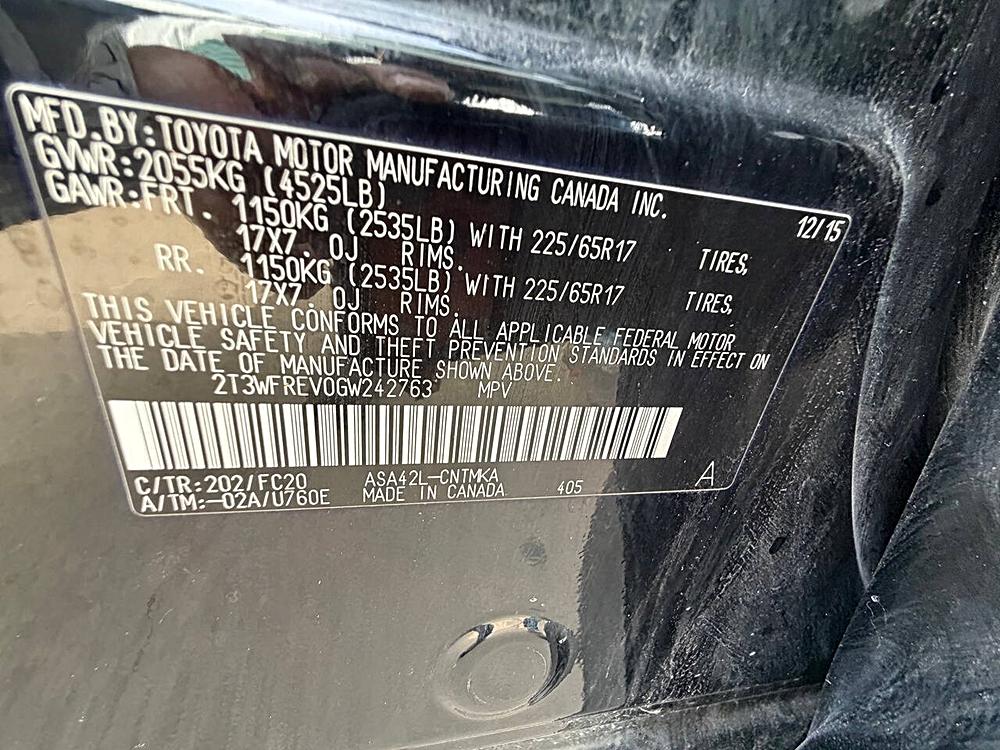 MFD.BY:TOYOTA MOTOR MANUFACTURING CANADA INC. 12/15
GVWR:2055KG (4525LB)
GAWR:FRT. 1150KG (2535LB) WITH 225/65R17 TIRES,
17X7.0J RIMS.
RR. 1150KG (2535LB) WITH 225/65R17 TIRES,
17X7.0J RIMS.
THIS VEHICLE CONFORMS TO ALL APPLICABLE FEDERAL MOTOR
VEHICLE SAFETY AND THEFT PREVENTION STANDARDS IN EFFECT ON
THE DATE OF MANUFACTURE SHOWN ABOVE.
2T3WFREV0GW242763 MPV
C/TR:202/FC20 ASA42L-CNTMKA A
A/TM:-02A/U760E MADE IN CANADA 405